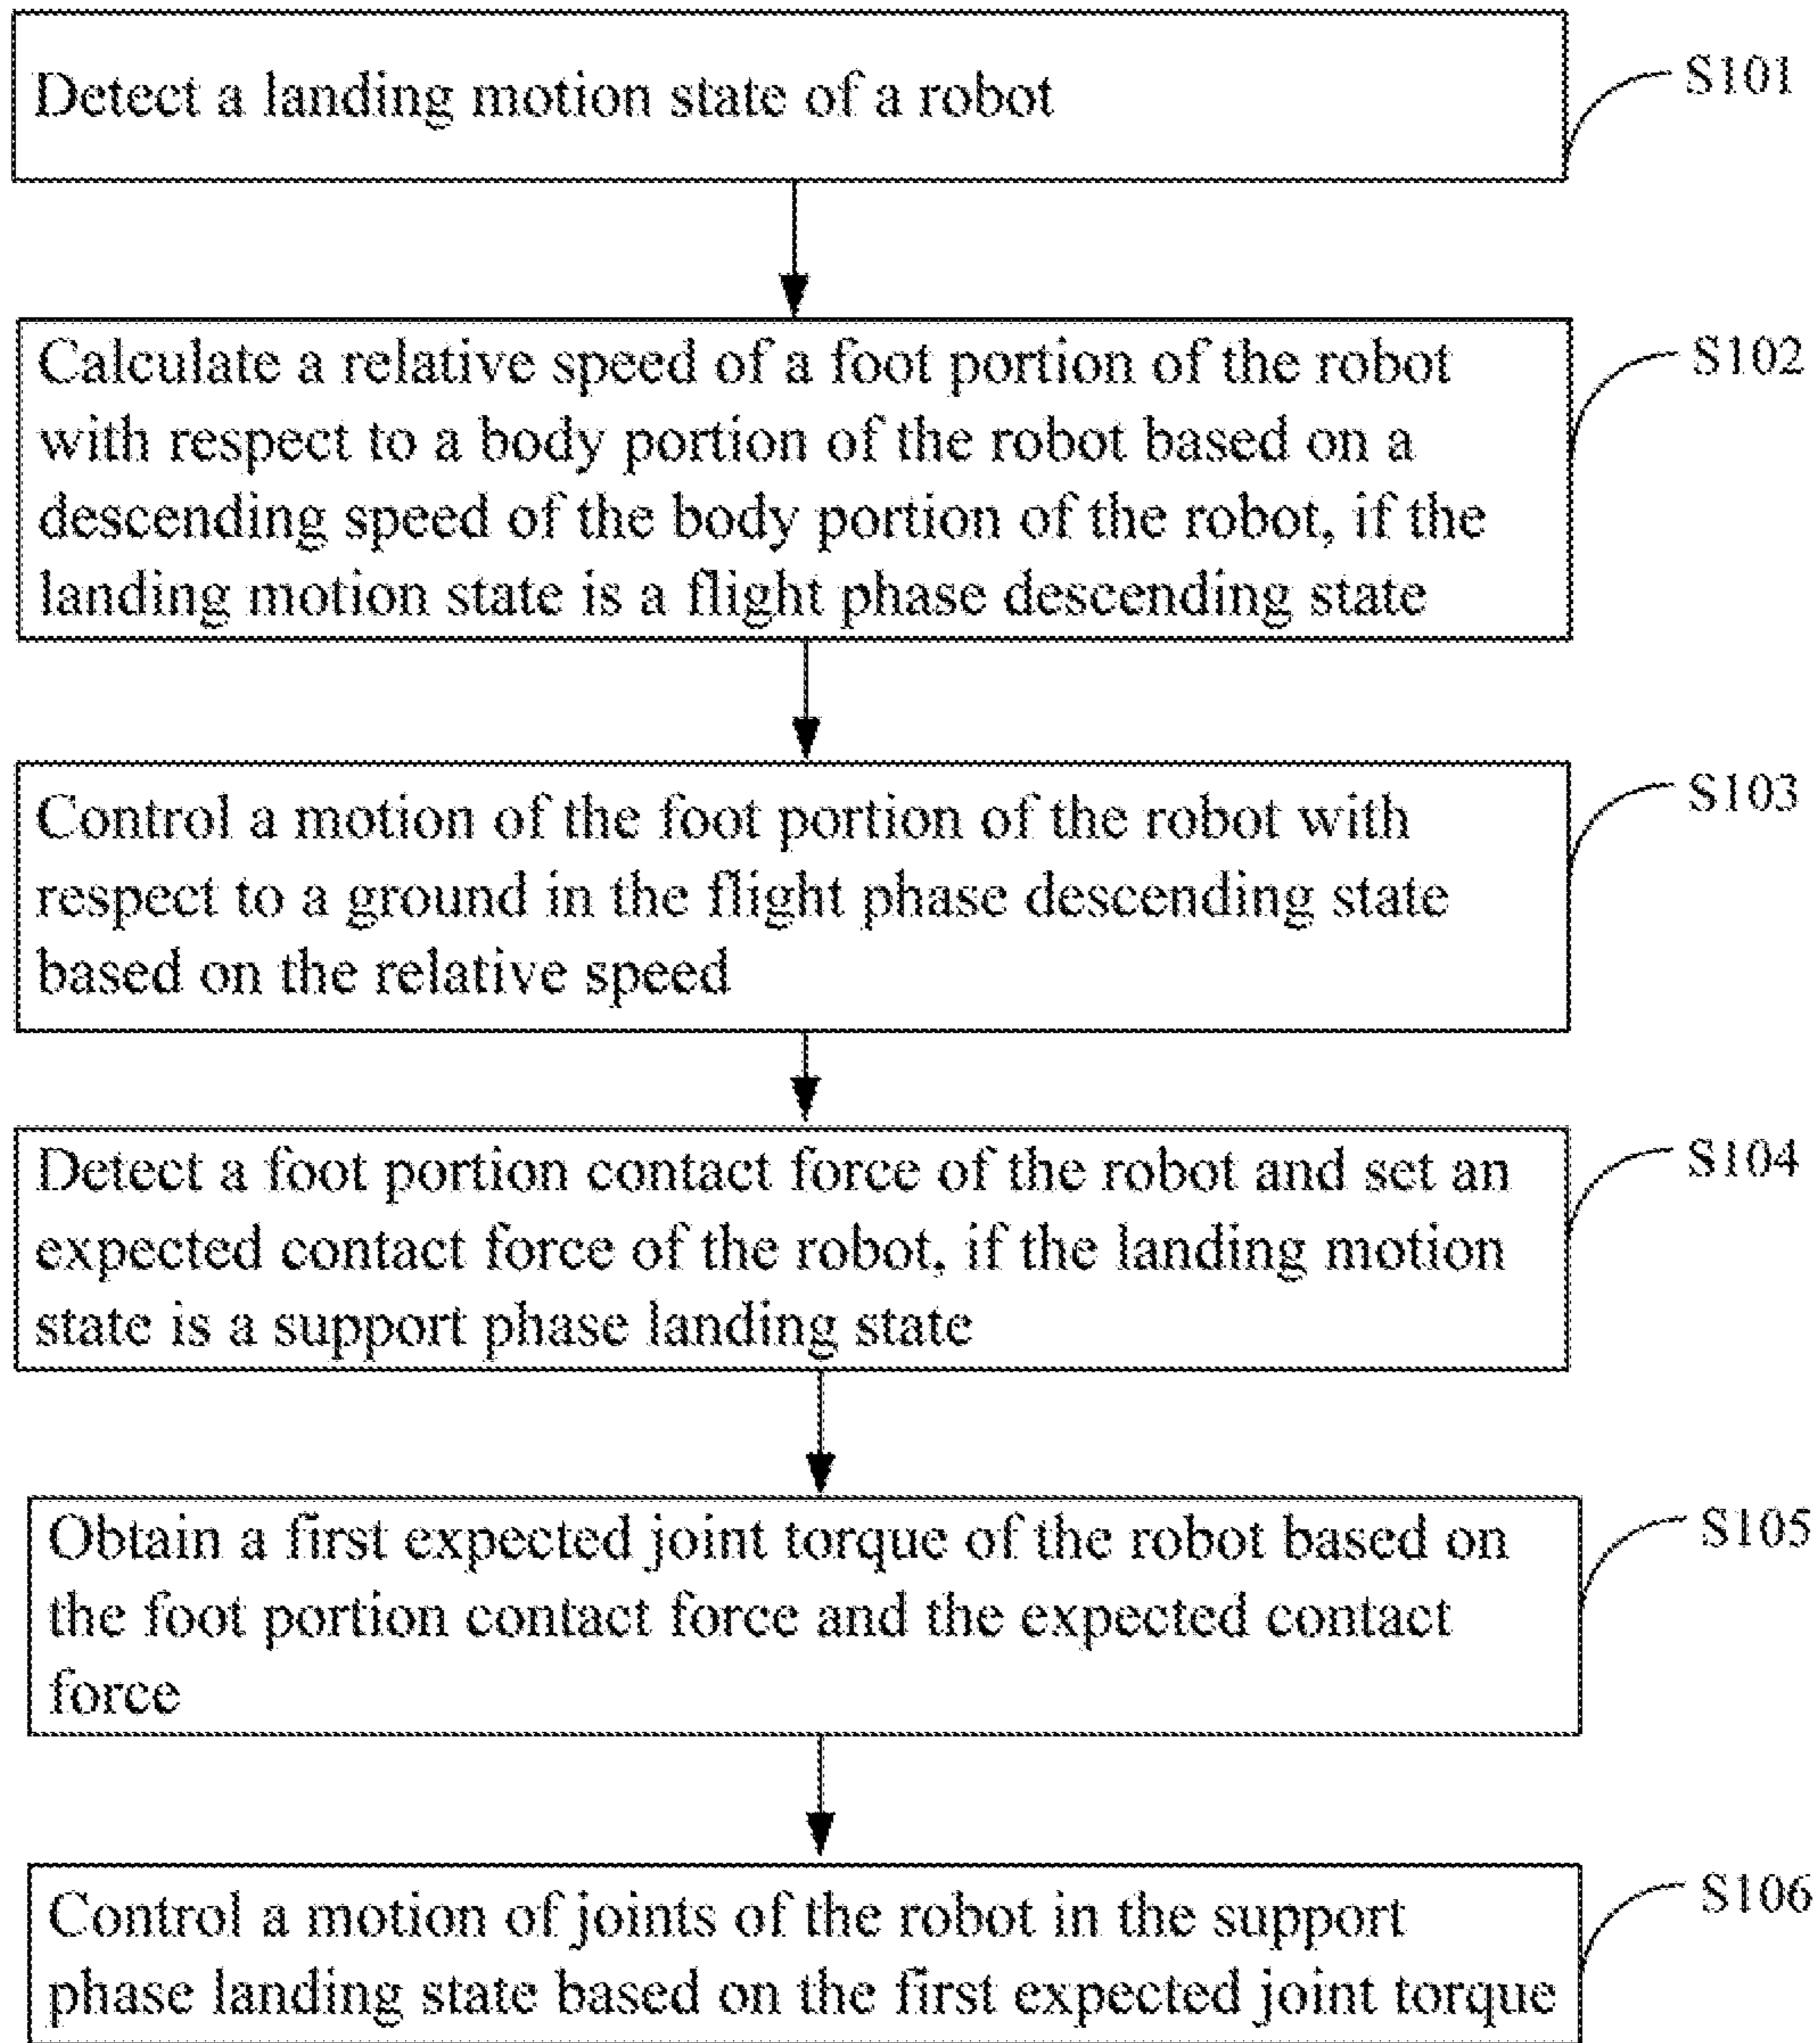 Detect a landing motion state of a robot
S101
Calculate a relative speed of a foot portion of the robot
with respect to a body portion of the robot based on a
descending speed of the body portion of the robot, if the
landing motion state is a flight phase descending state
S102
Control a motion of the foot portion of the robot with
respect to a ground in the flight phase descending state
based on the relative speed
S103
Detect a foot portion contact force of the robot and set an
expected contact force of the robot, if the landing motion
state is a support phase landing state
S104
Obtain a first expected joint torque of the robot based on
the foot portion contact force and the expected contact
force
S105
Control a motion of joints of the robot in the support
phase landing state based on the first expected joint torque
S106